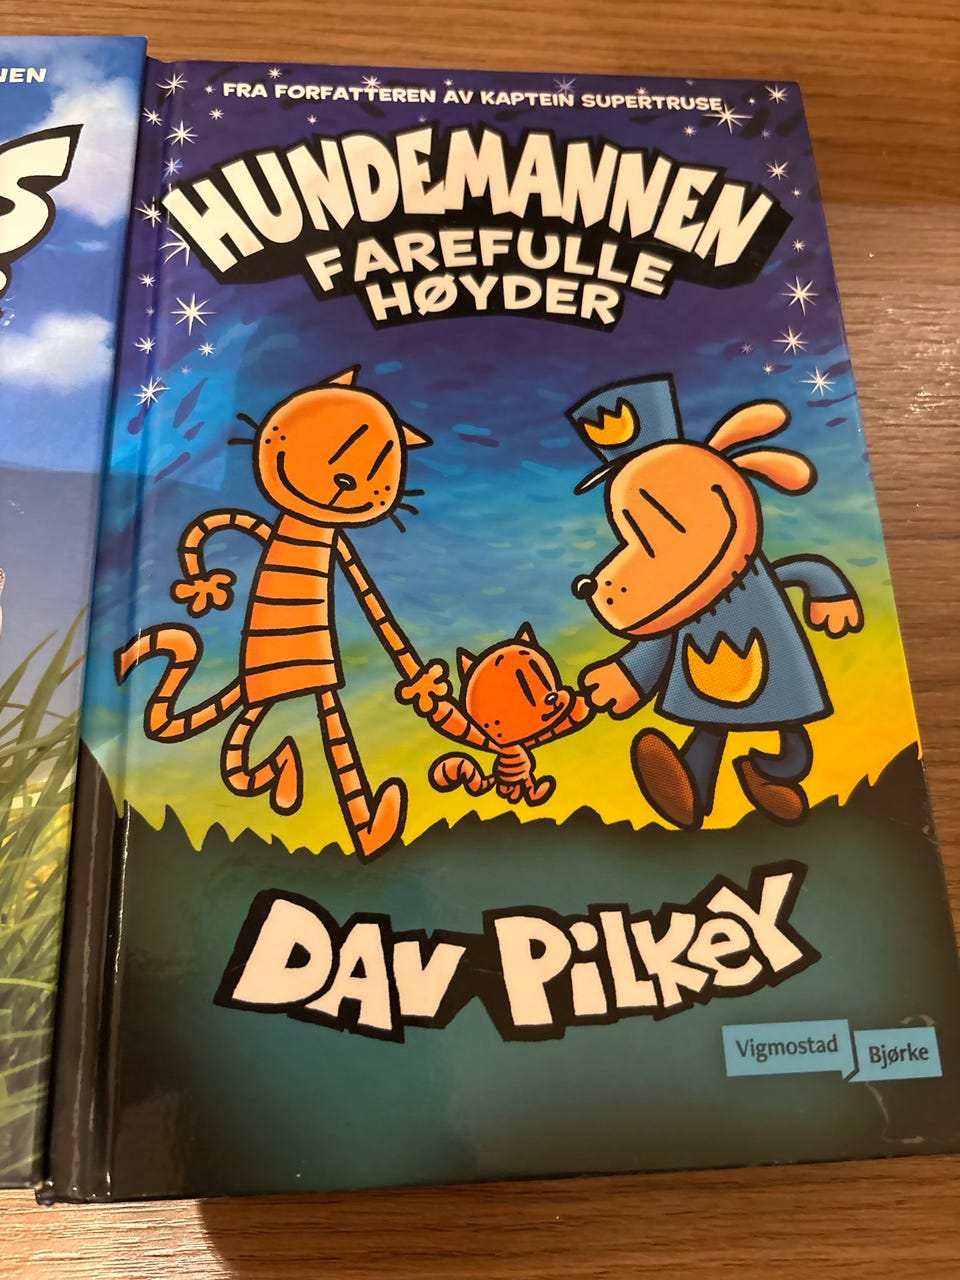 FRA FORFATTEREN AV KAPTEIN SUPERTRUSE
HUNDEMANNEN
FAREFULLE
HØYDER
DAV PILKEY
Vigmostad
Bjørke